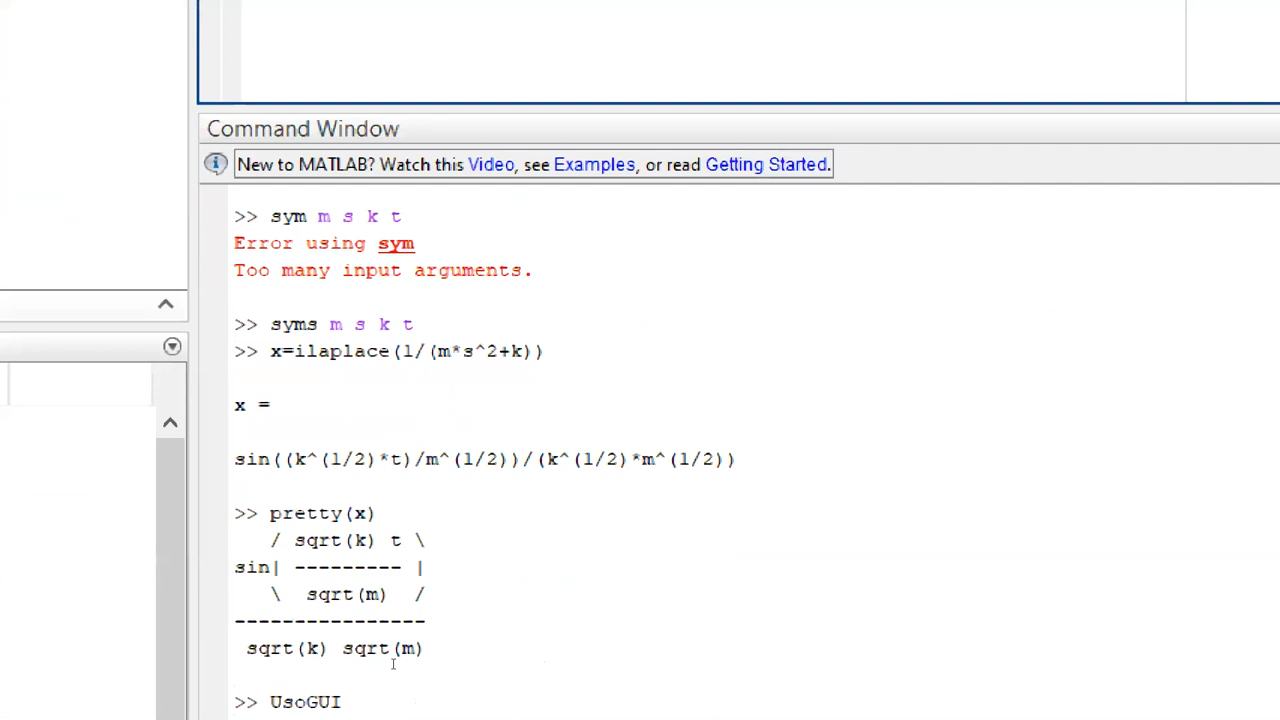 Command Window
New to MATLAB? Watch this Video, see Examples, or read Getting Started.
>> sym m s k t
Error using sym
Too many input arguments.
>> syms m s k t
>> x=ilaplace(1/(m*s^2+k))
x =
sin((k^(1/2)*t)/m^(1/2))/(k^(1/2)*m^(1/2))
>> pretty(x)
   / sqrt(k) t \
sin| --------- |
   \  sqrt(m)  /
----------------
 sqrt(k) sqrt(m)
>> UsoGUI